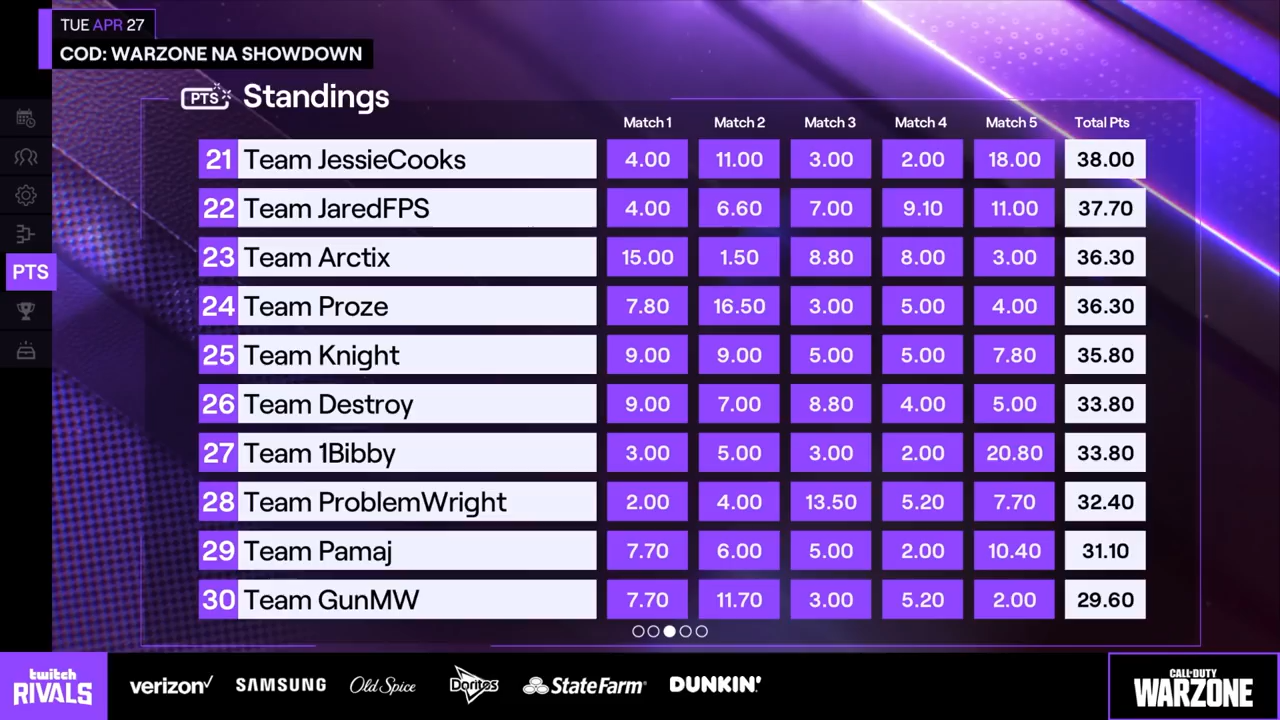 TUE APR 27
COD: WARZONE NA SHOWDOWN
PTS Standings
Match 1 Match 2 Match 3 Match 4 Match 5 Total Pts
21 Team JessieCooks 4.00 11.00 3.00 2.00 18.00 38.00
22 Team JaredFPS 4.00 6.60 7.00 9.10 11.00 37.70
23 Team Arctix 15.00 1.50 8.80 8.00 3.00 36.30
PTS
24 Team Proze 7.80 16.50 3.00 5.00 4.00 36.30
25 Team Knight 9.00 9.00 5.00 5.00 7.80 35.80
26 Team Destroy 9.00 7.00 8.80 4.00 5.00 33.80
27 Team 1Bibby 3.00 5.00 3.00 2.00 20.80 33.80
28 Team ProblemWright 2.00 4.00 13.50 5.20 7.70 32.40
29 Team Pamaj 7.70 6.00 5.00 2.00 10.40 31.10
30 Team GunMW 7.70 11.70 3.00 5.20 2.00 29.60
twitch
RIVALS
verizon✓ SAMSUNG Old Spice Doritos StateFarm® DUNKIN'
CALL OF DUTY
WARZONE